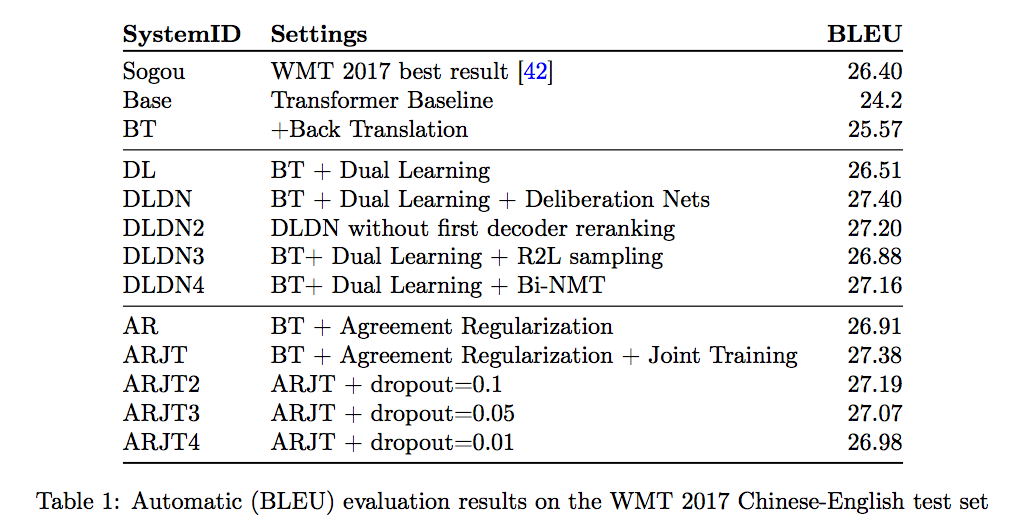 SystemID Settings BLEU
Sogou WMT 2017 best result [42] 26.40
Base Transformer Baseline 24.2
BT +Back Translation 25.57
DL BT + Dual Learning 26.51
DLDN BT + Dual Learning + Deliberation Nets 27.40
DLDN2 DLDN without first decoder reranking 27.20
DLDN3 BT+ Dual Learning + R2L sampling 26.88
DLDN4 BT+ Dual Learning + Bi-NMT 27.16
AR BT + Agreement Regularization 26.91
ARJT BT + Agreement Regularization + Joint Training 27.38
ARJT2 ARJT + dropout=0.1 27.19
ARJT3 ARJT + dropout=0.05 27.07
ARJT4 ARJT + dropout=0.01 26.98
Table 1: Automatic (BLEU) evaluation results on the WMT 2017 Chinese-English test set